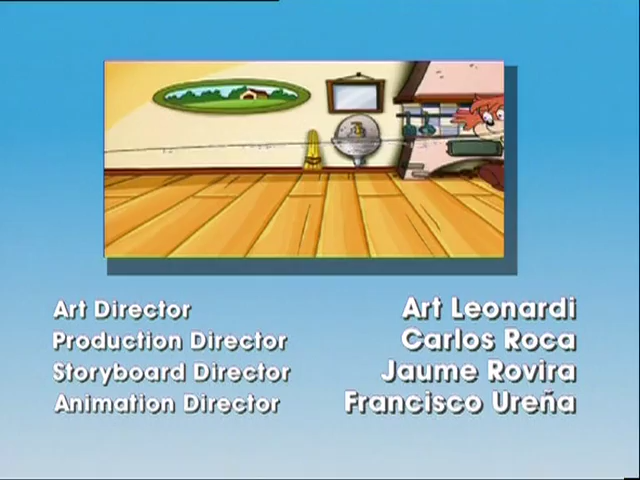 Art Director Art Leonardi
Production Director Carlos Roca
Storyboard Director Jaume Rovira
Animation Director Francisco Ureña